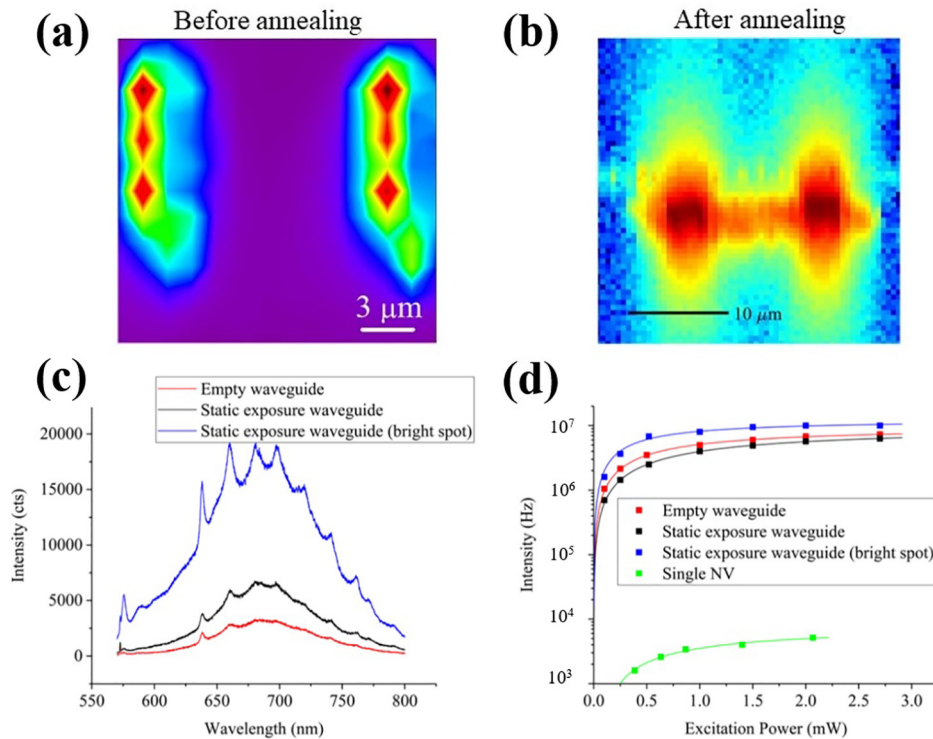 (a)
Before annealing
3 μm
(b)
After annealing
10 μm
(c)
Empty waveguide
Static exposure waveguide
Static exposure waveguide (bright spot)
20000
15000
10000
5000
0
Intensity (cts)
550
600
650
700
750
800
Wavelength (nm)
(d)
10⁷
10⁶
10⁵
10⁴
10³
Intensity (Hz)
Empty waveguide
Static exposure waveguide
Static exposure waveguide (bright spot)
Single NV
0.0
0.5
1.0
1.5
2.0
2.5
3.0
Excitation Power (mW)